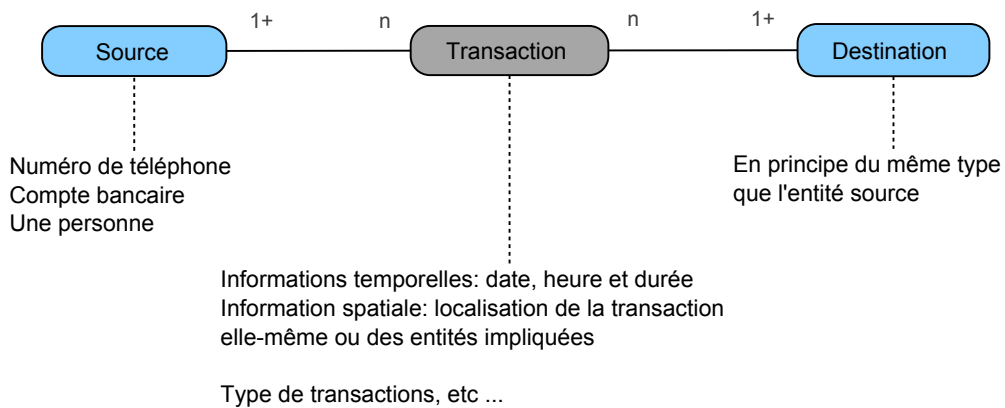 1+ n n 1+
Source Transaction Destination
Numéro de téléphone
Compte bancaire
Une personne
En principe du même type
que l'entité source
Informations temporelles: date, heure et durée
Information spatiale: localisation de la transaction
elle-même ou des entités impliquées
Type de transactions, etc ...